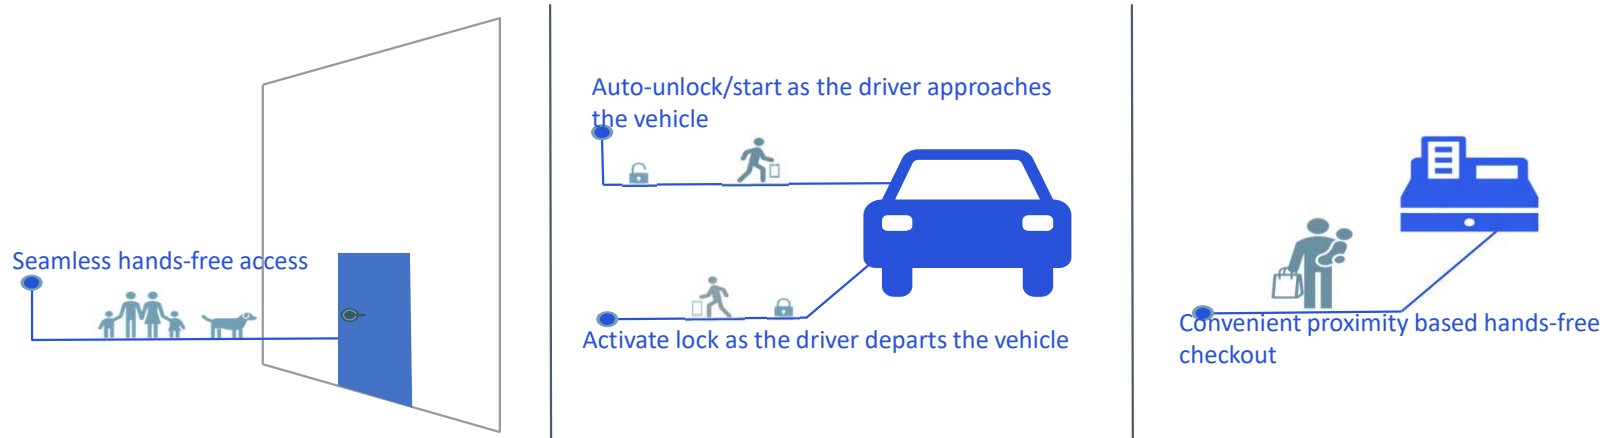 Seamless hands-free access
Auto-unlock/start as the driver approaches
the vehicle
Activate lock as the driver departs the vehicle
Convenient proximity based hands-free
checkout